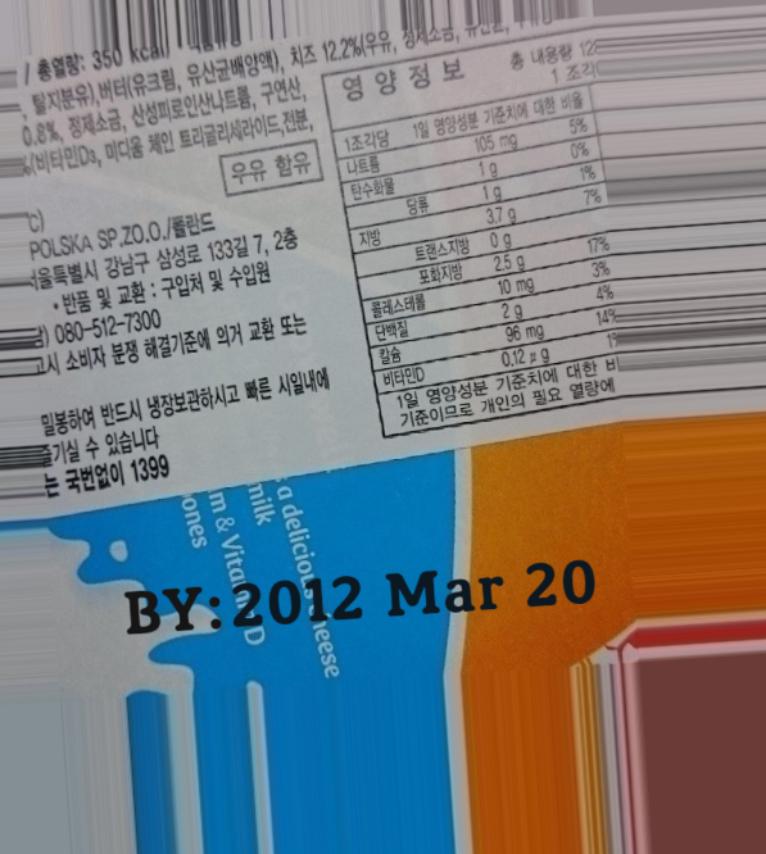 / 총열량: 350 kcal
탈지분유), 버터(유크림, 유산균배양액), 치즈 12.2%(우유, 정제소금,
0.8%, 정제소금, 산성피로인산나트륨, 구연산,
(비타민D₃, 미디움 체인 트리글리세라이드, 전분,
우유 함유
POLSKA SP.ZO.O./폴란드
서울특별시 강남구 삼성로 133길 7, 2층
• 반품 및 교환 : 구입처 및 수입원
080-512-7300
시 소비자 분쟁 해결기준에 의거 교환 또는
밀봉하여 반드시 냉장보관하시고 빠른 시일내에
즐기실 수 있습니다
는 국번없이 1399
영양정보
총 내용량 12
1 조각
1조각당 1일 영양성분 기준치에 대한 비율
나트륨 105 mg 5%
탄수화물 1 g 0%
당류 1 g 1%
지방 3.7 g 7%
트랜스지방 0 g
포화지방 2.5 g 17%
콜레스테롤 10 mg 3%
단백질 2 g 4%
칼슘 96 mg 14%
비타민D 0.12 µg 1%
1일 영양성분 기준치에 대한 비
기준이므로 개인의 필요 열량에
a delicious cheese
milk
m & Vitamin D
ones
BY:2012 Mar 20